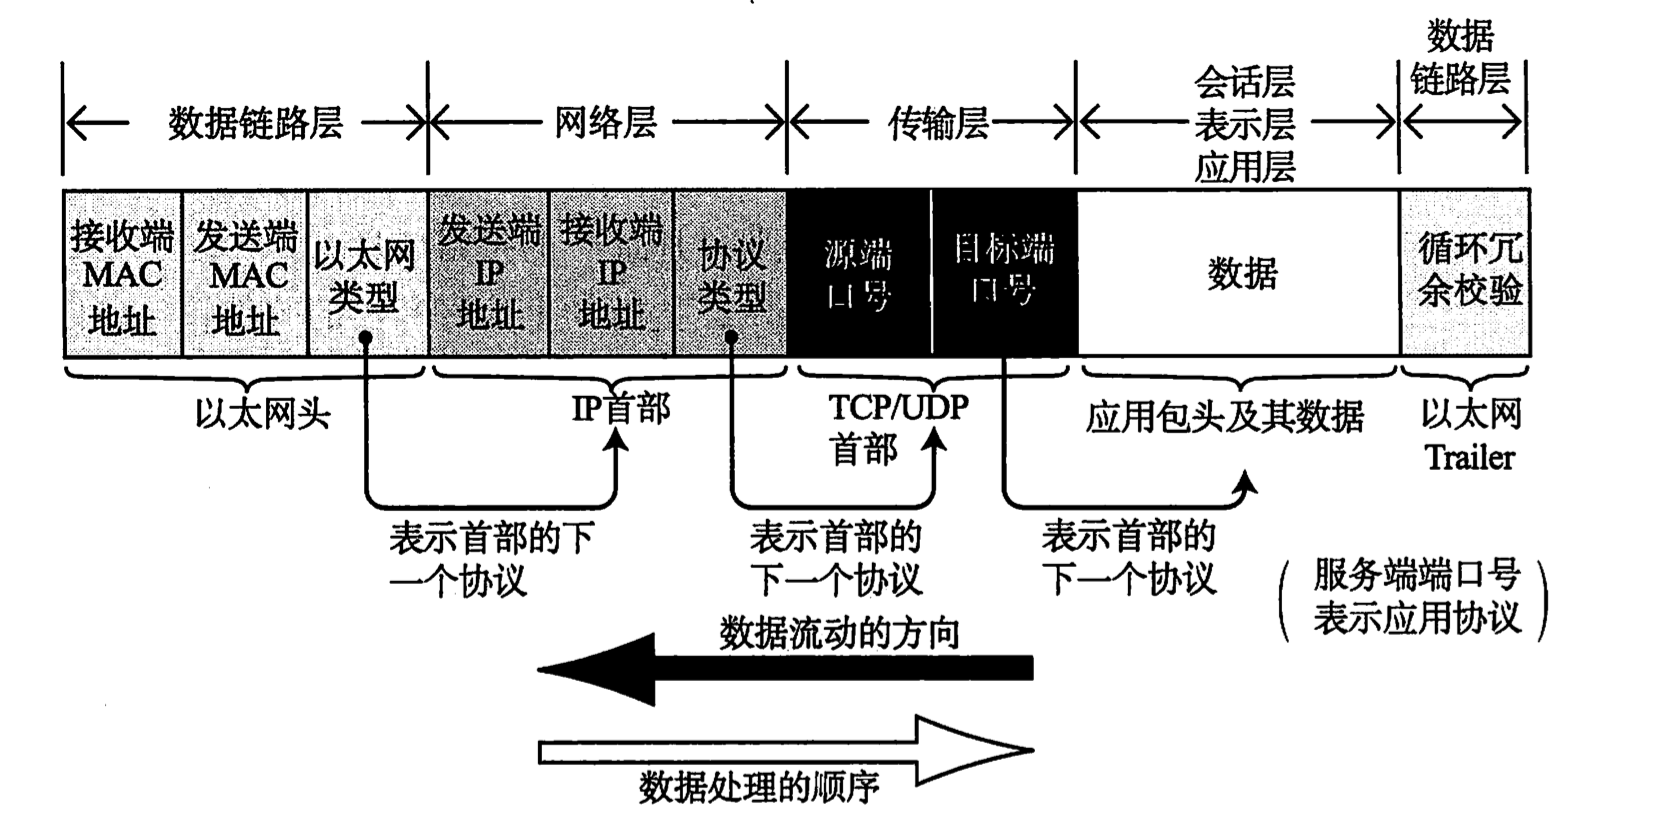 数据链路层
网络层
传输层
会话层
表示层
应用层
数据
链路层
接收端
MAC
地址
发送端
MAC
地址
以太网
类型
发送端
IP
地址
接收端
IP
地址
协议
类型
源端
口号
目标端
口号
数据
循环冗
余校验
以太网头
IP首部
TCP/UDP
首部
应用包头及其数据
以太网
Trailer
表示首部的下
一个协议
表示首部的
下一个协议
表示首部的
下一个协议
服务端端口号
表示应用协议
数据流动的方向
数据处理的顺序